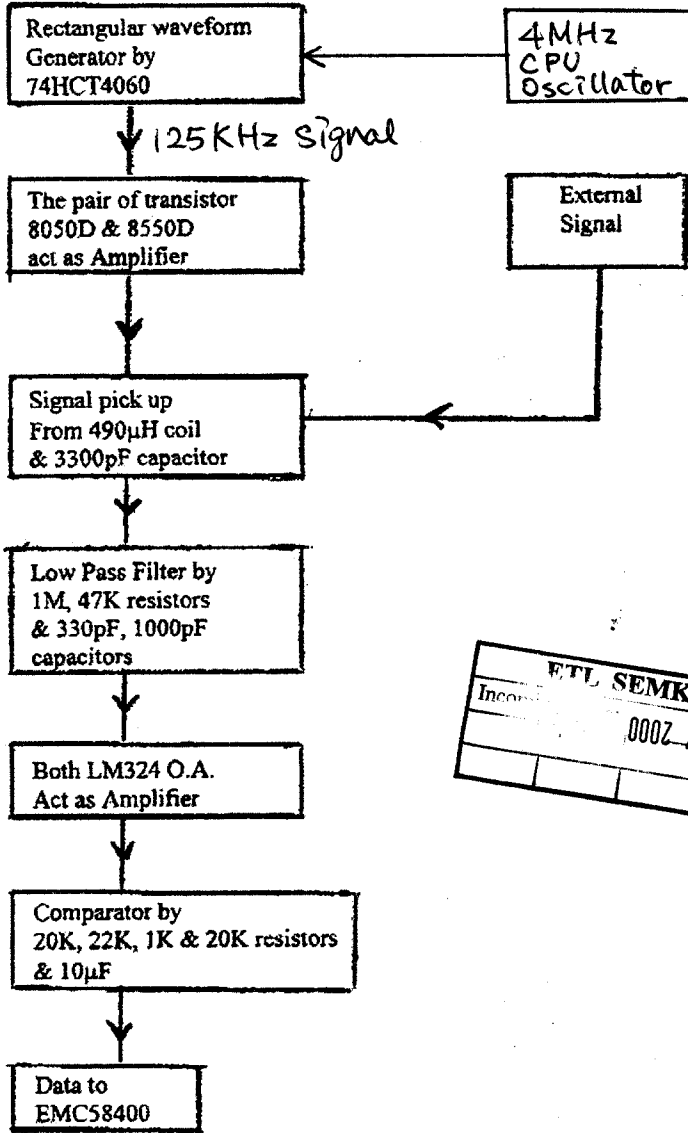 Rectangular waveform
Generator by
74HCT4060
4MHz
CPU
Oscillator
125KHz signal
The pair of transistor
8050D & 8550D
act as Amplifier
External
Signal
Signal pick up
From 490µH coil
& 3300pF capacitor
Low Pass Filter by
1M, 47K resistors
& 330pF, 1000pF
capacitors
ETL SEMK
2000
Both LM324 O.A.
Act as Amplifier
Comparator by
20K, 22K, 1K & 20K resistors
& 10µF
Data to
EMC58400